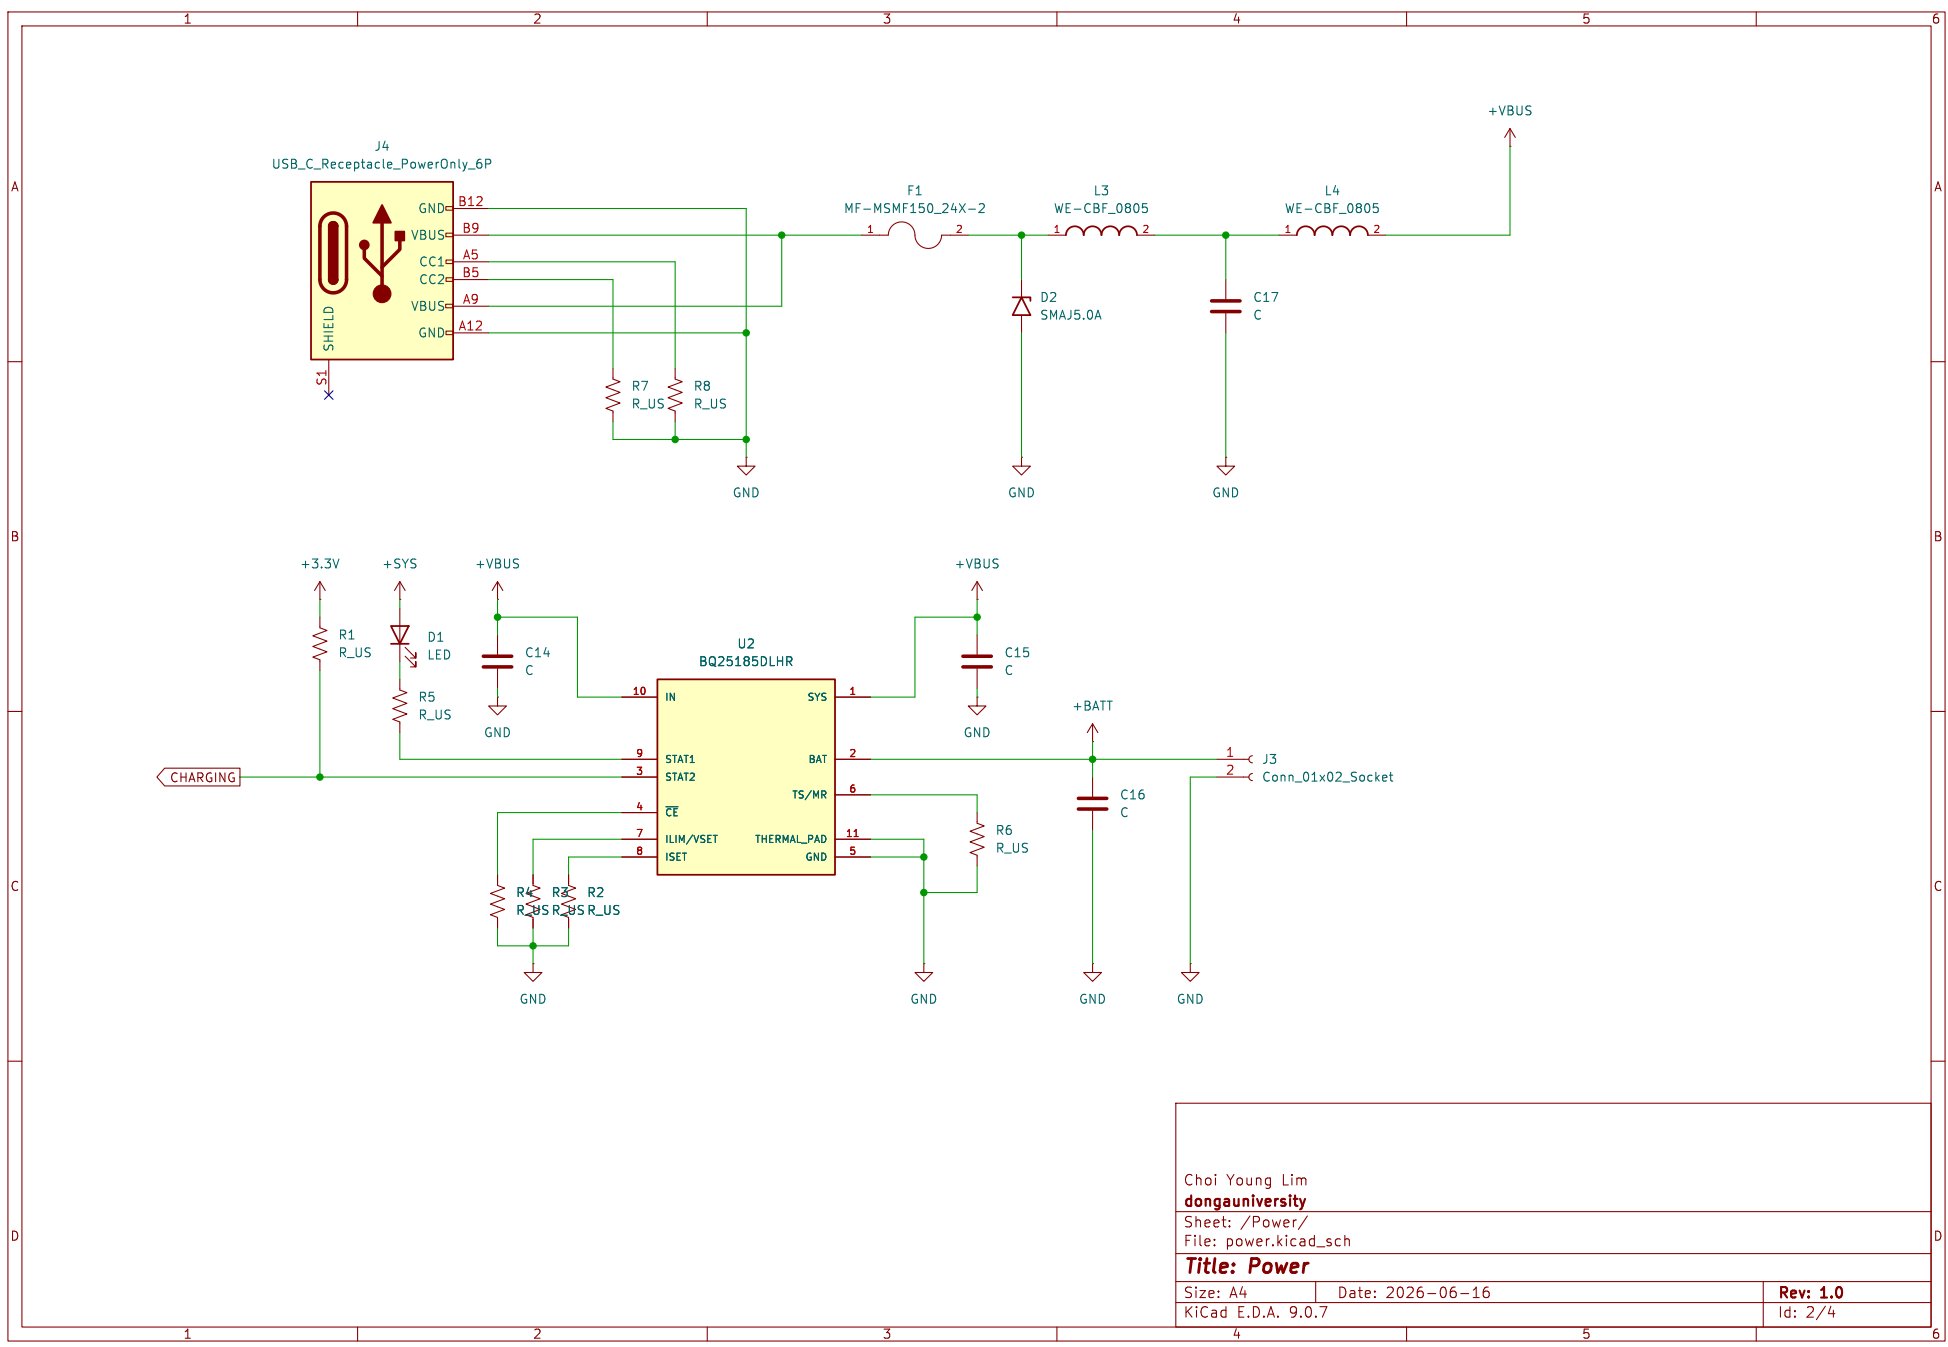 1 2 3 4 5 6
A A
B B
C C
D D
+VBUS
J4
USB_C_Receptacle_PowerOnly_6P
GND B12
VBUS B9
CC1 A5
CC2 B5
VBUS A9
GND A12
SHIELD
S1
F1
MF-MSMF150_24X-2
1 2
L3
WE-CBF_0805
1 2
L4
WE-CBF_0805
1 2
D2
SMAJ5.0A
C17
C
R7
R_US
R8
R_US
GND
GND
GND
+3.3V
+SYS
+VBUS
+VBUS
R1
R_US
D1
LED
R5
R_US
C14
C
GND
C15
C
GND
U2
BQ25185DLHR
10 IN
9 STAT1
3 STAT2
4 CE
7 ILIM/VSET
8 ISET
SYS 1
BAT 2
TS/MR 6
THERMAL_PAD 11
GND 5
CHARGING
+BATT
1 J3
2 Conn_01x02_Socket
C16
C
R6
R_US
R4
R_US
R3
R_US
R2
R_US
GND
GND
GND
GND
Choi Young Lim
dongauniversity
Sheet: /Power/
File: power.kicad_sch
Title: Power
Size: A4 Date: 2026-06-16 Rev: 1.0
KiCad E.D.A. 9.0.7 Id: 2/4
1 2 3 4 5 6